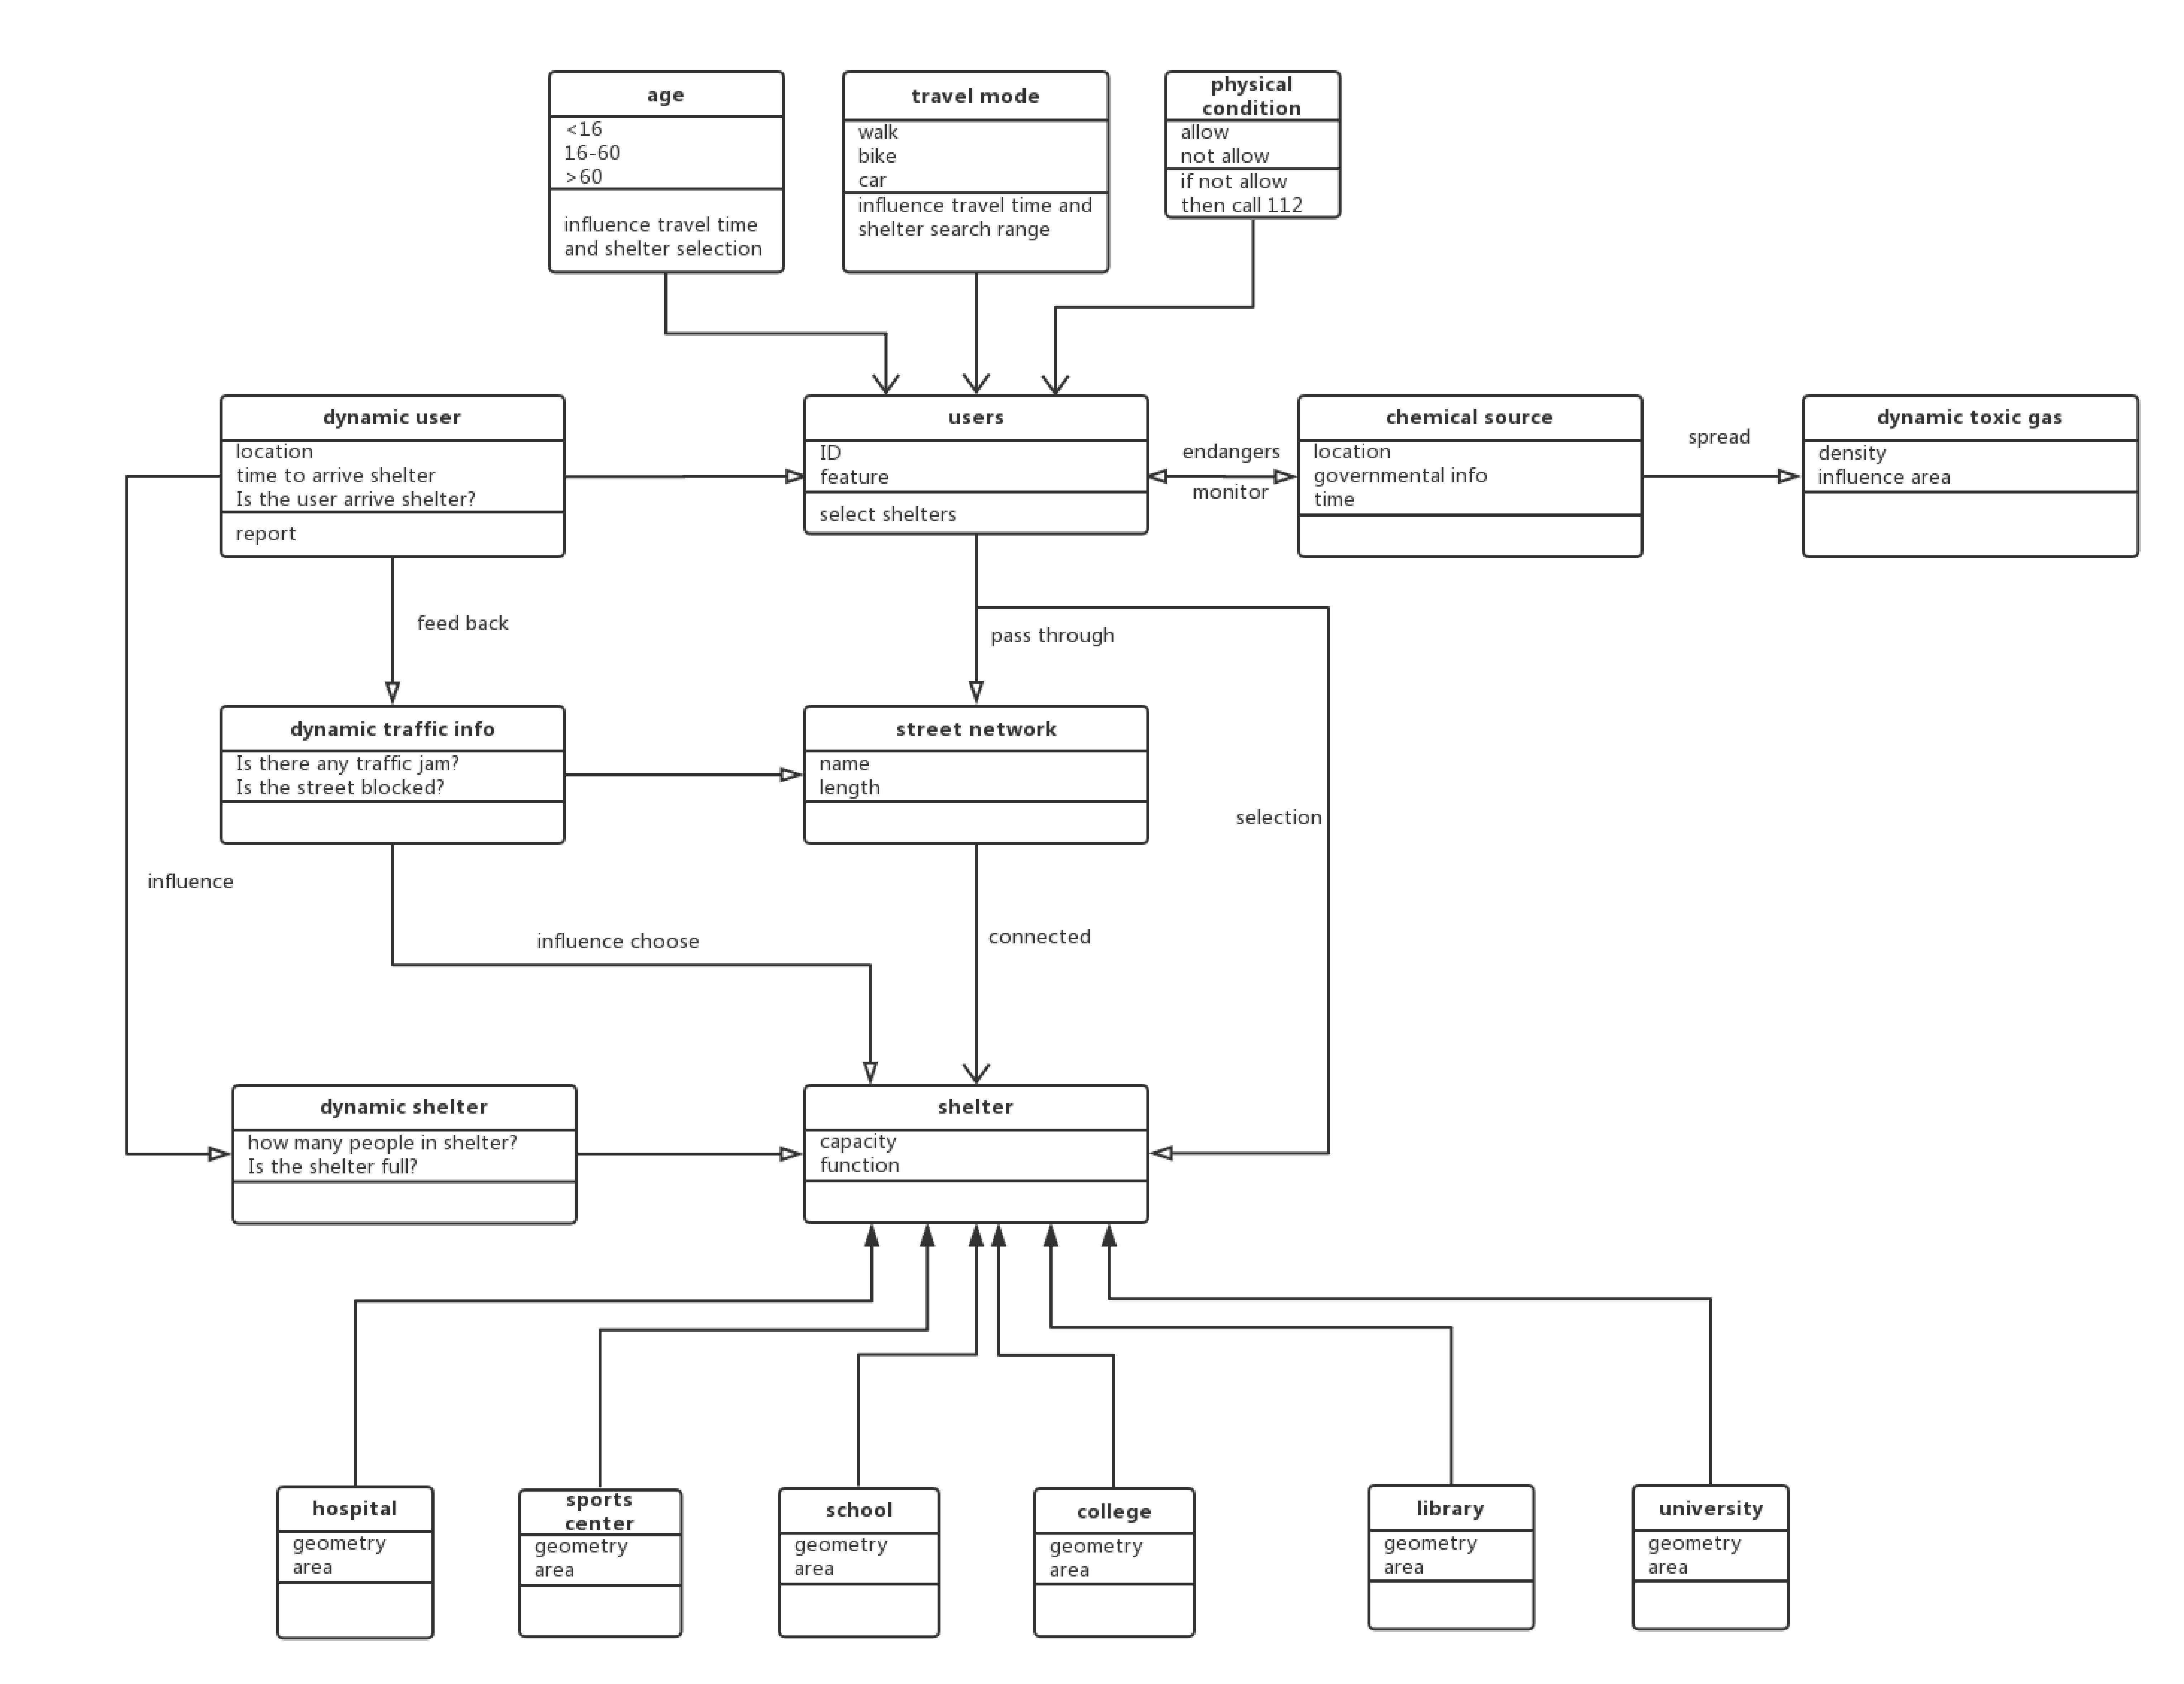 age
<16
16-60
>60
influence travel time
and shelter selection
travel mode
walk
bike
car
influence travel time and
shelter search range
physical
condition
allow
not allow
if not allow
then call 112
dynamic user
location
time to arrive shelter
Is the user arrive shelter?
report
users
ID
feature
select shelters
endangers
monitor
chemical source
location
governmental info
time
spread
dynamic toxic gas
density
influence area
feed back
pass through
dynamic traffic info
Is there any traffic jam?
Is the street blocked?
street network
name
length
selection
influence
influence choose
connected
dynamic shelter
how many people in shelter?
Is the shelter full?
shelter
capacity
function
hospital
geometry
area
sports
center
geometry
area
school
geometry
area
college
geometry
area
library
geometry
area
university
geometry
area